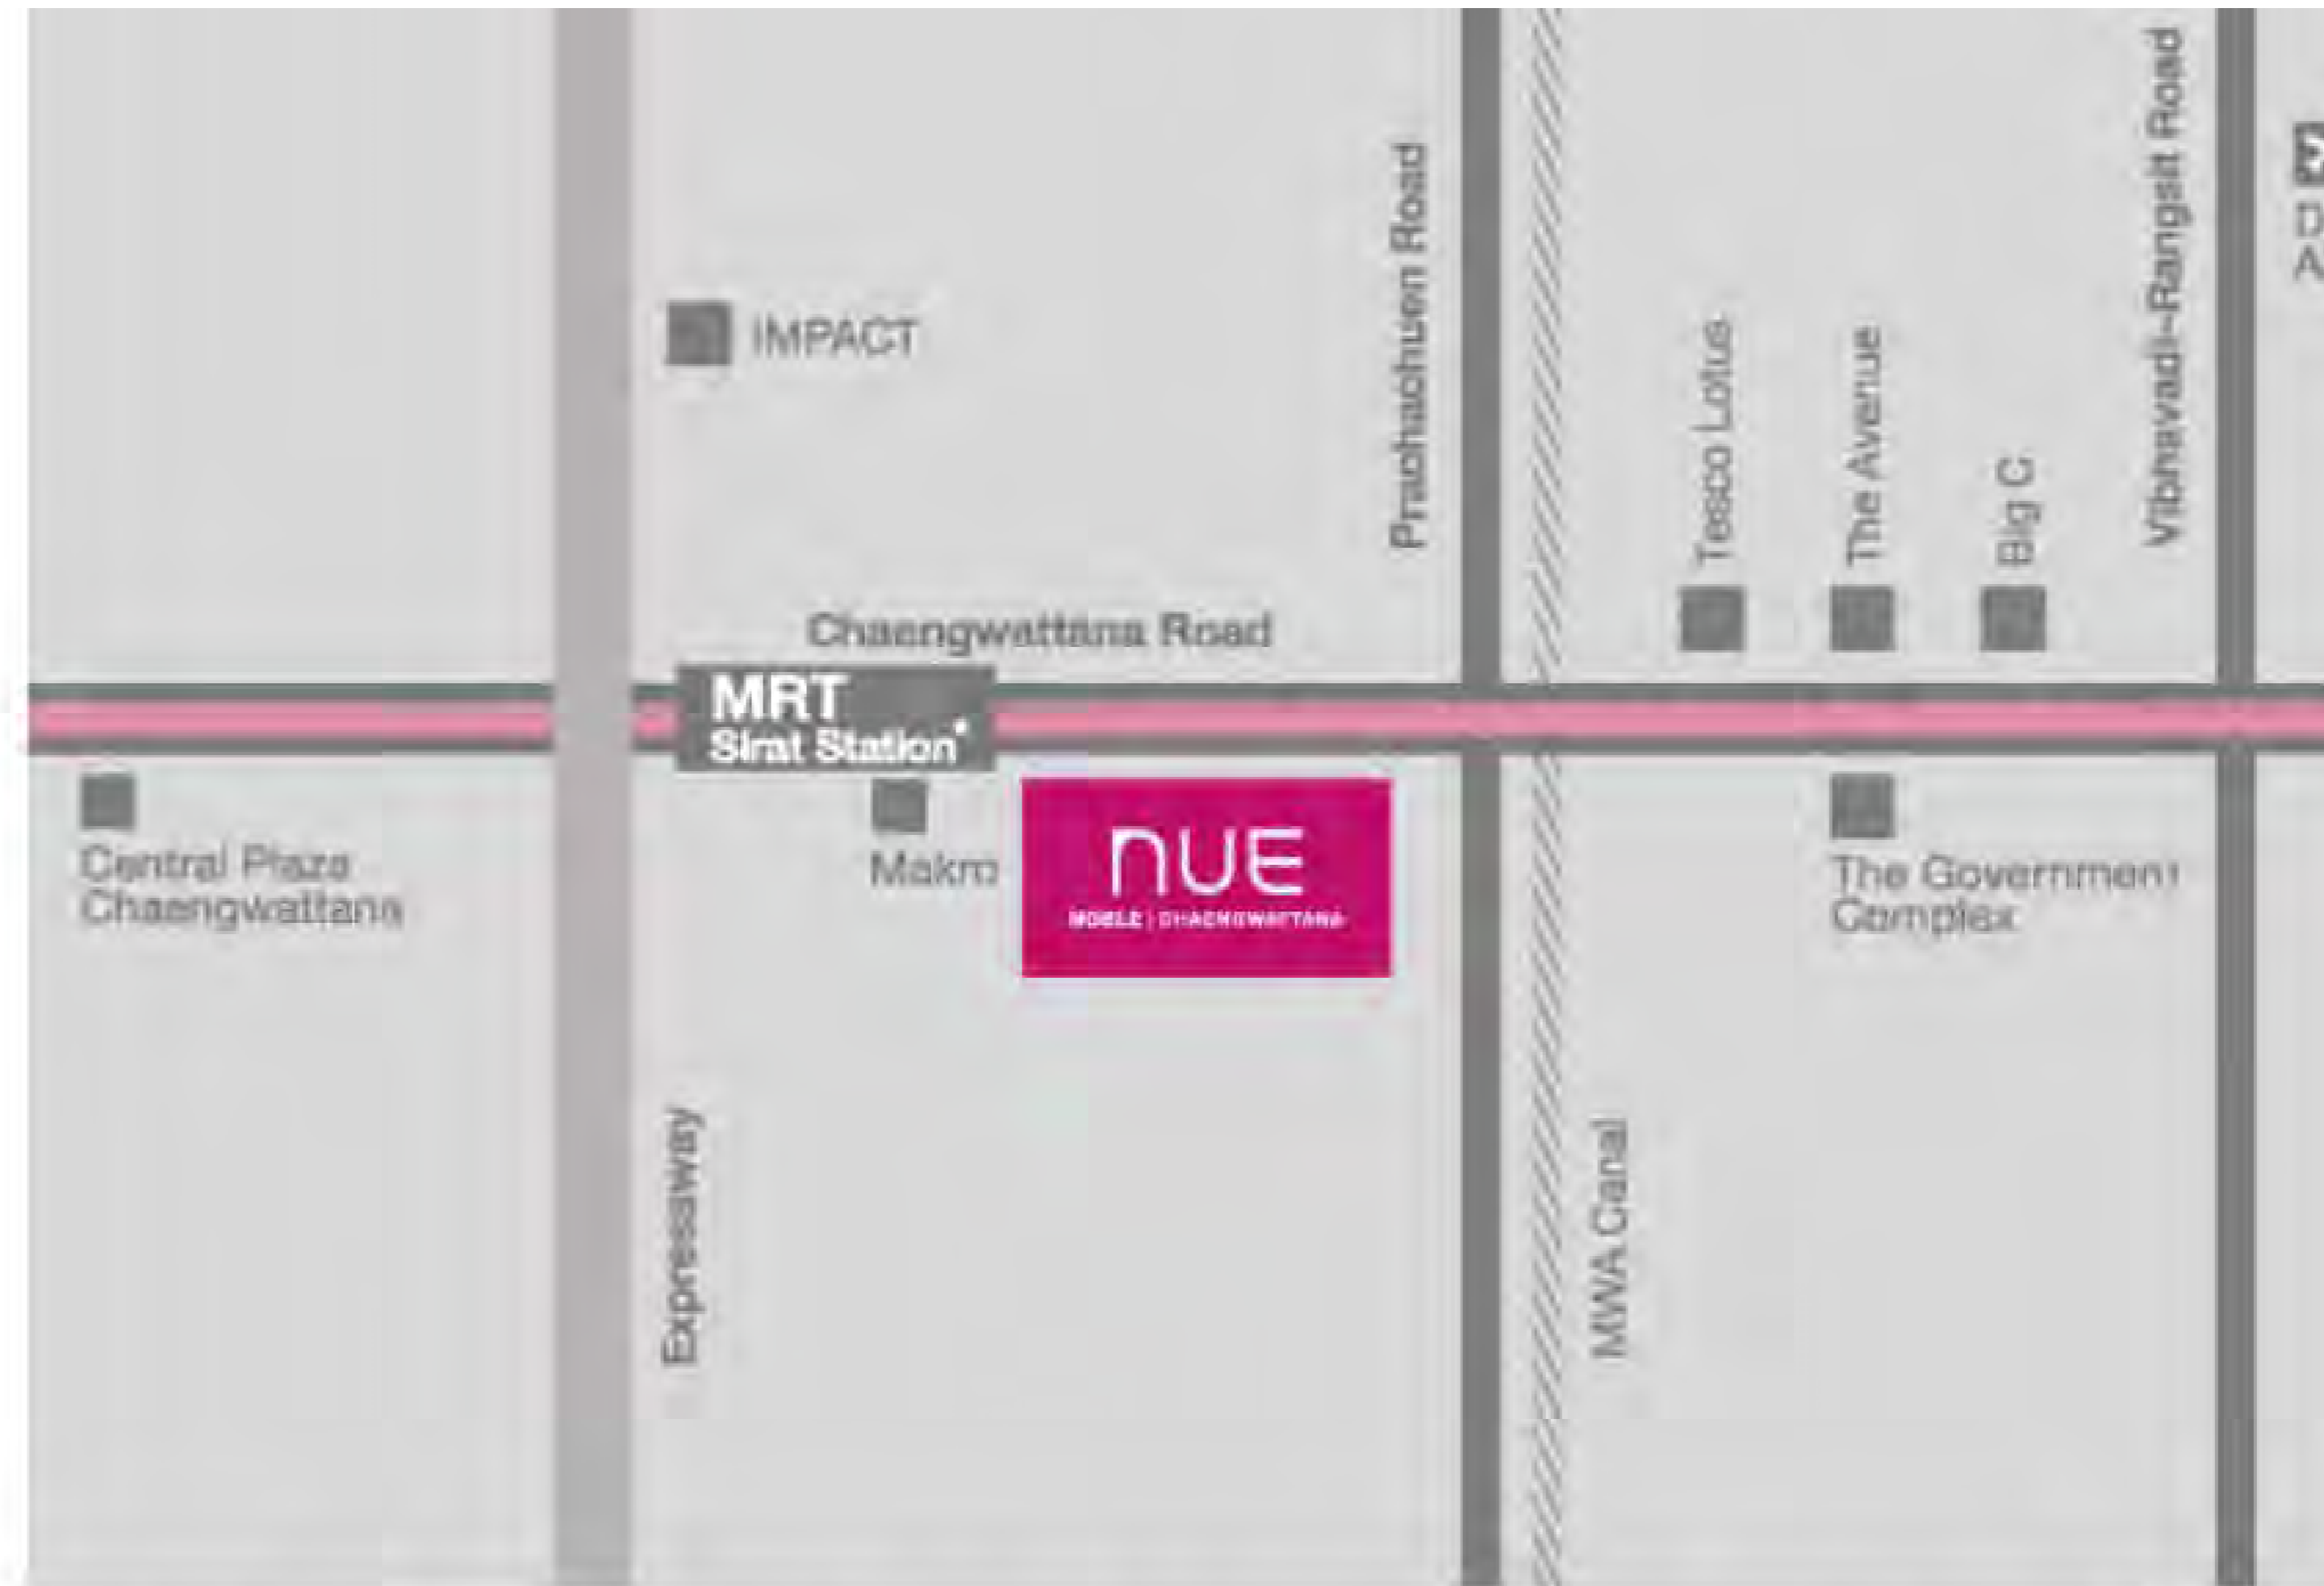 Vibhavadi-Rangsit Road
Prachachuen Road
IMPACT
Tesco Lotus
The Avenue
Big C
Chaengwattana Road
MRT
Sirat Station*
Central Plaza
Chaengwattana
Makro
nUE
NOBLE | CHAENGWATTANA
The Government
Complex
Expressway
MWA Canal